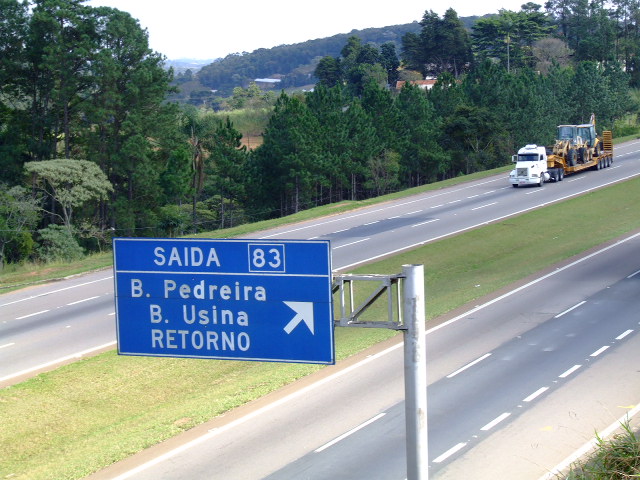 SAIDA 83
B. Pedreira
B. Usina
RETORNO